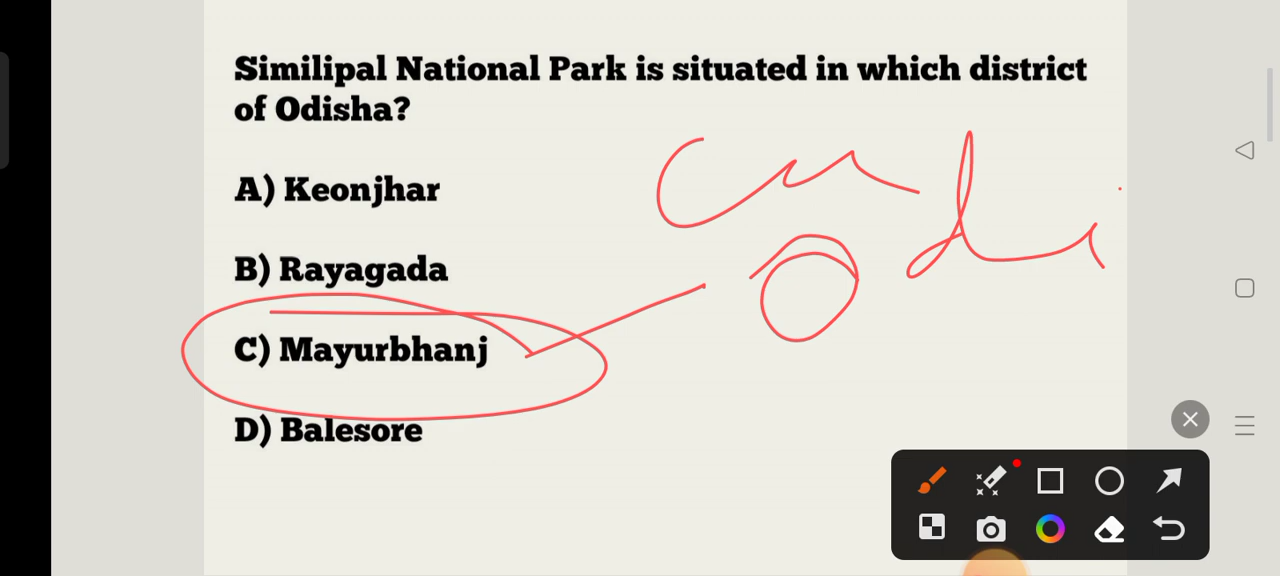 Similipal National Park is situated in which district
of Odisha?
A) Keonjhar
B) Rayagada
C) Mayurbhanj
D) Balesore